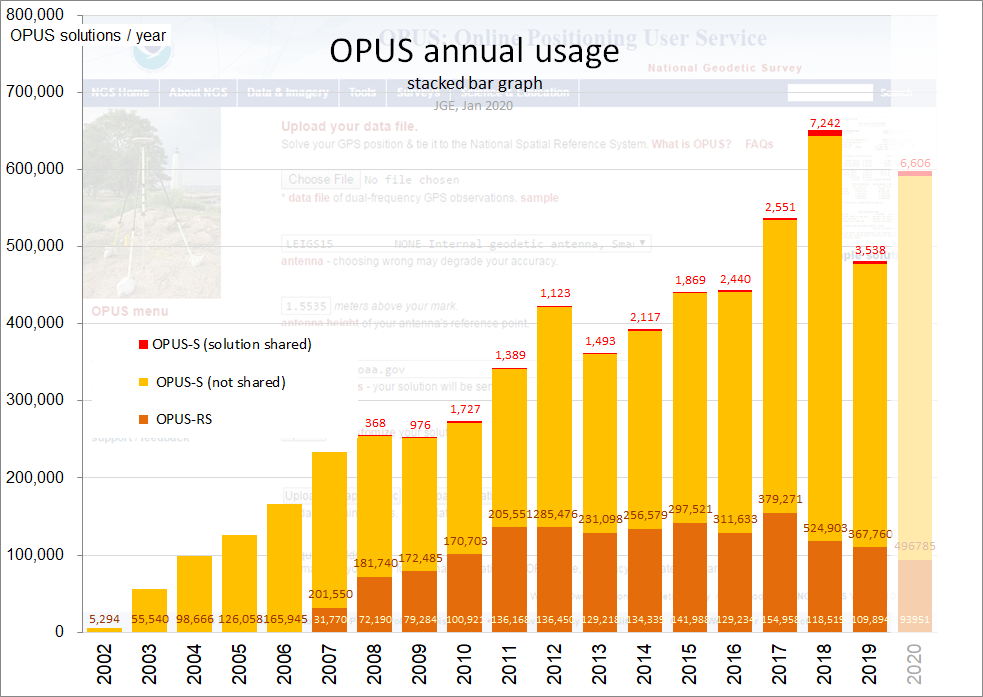 800,000
OPUS solutions / year
OPUS: Online Positioning User Service
OPUS annual usage
National Geodetic Survey
stacked bar graph
700,000
NGS Home
About NGS
Data & Imagery
Tools
Surveys
Education
Search
JGE, Jan 2020
Upload your data file.
Solve your GPS position & tie it to the National Spatial Reference System. What is OPUS? FAQs
Choose File No file chosen
* data file of dual-frequency GPS observations. sample
LEIGS15 NONE Internal geodetic antenna,
antenna - choosing wrong may degrade your accuracy.
1.5535 meters above your mark.
antenna height of your antenna's reference point.
OPUS menu
600,000
500,000
400,000
OPUS-S (solution shared)
OPUS-S (not shared)
OPUS-RS
oaa.gov
- your solution will be
support / feedback
300,000
200,000
100,000
0
368
976
1,727
1,389
1,123
1,493
2,117
1,869
2,440
2,551
7,242
3,538
6,606
5,294
55,540
98,666
126,058
165,945
201,550
181,740
172,485
170,703
205,551
285,476
231,098
256,579
297,521
311,633
379,271
524,903
367,760
496785
31,770
72,190
79,284
100,921
136,168
136,450
129,218
134,339
141,988
129,234
154,958
118,519
109,894
93951
2002
2003
2004
2005
2006
2007
2008
2009
2010
2011
2012
2013
2014
2015
2016
2017
2018
2019
2020